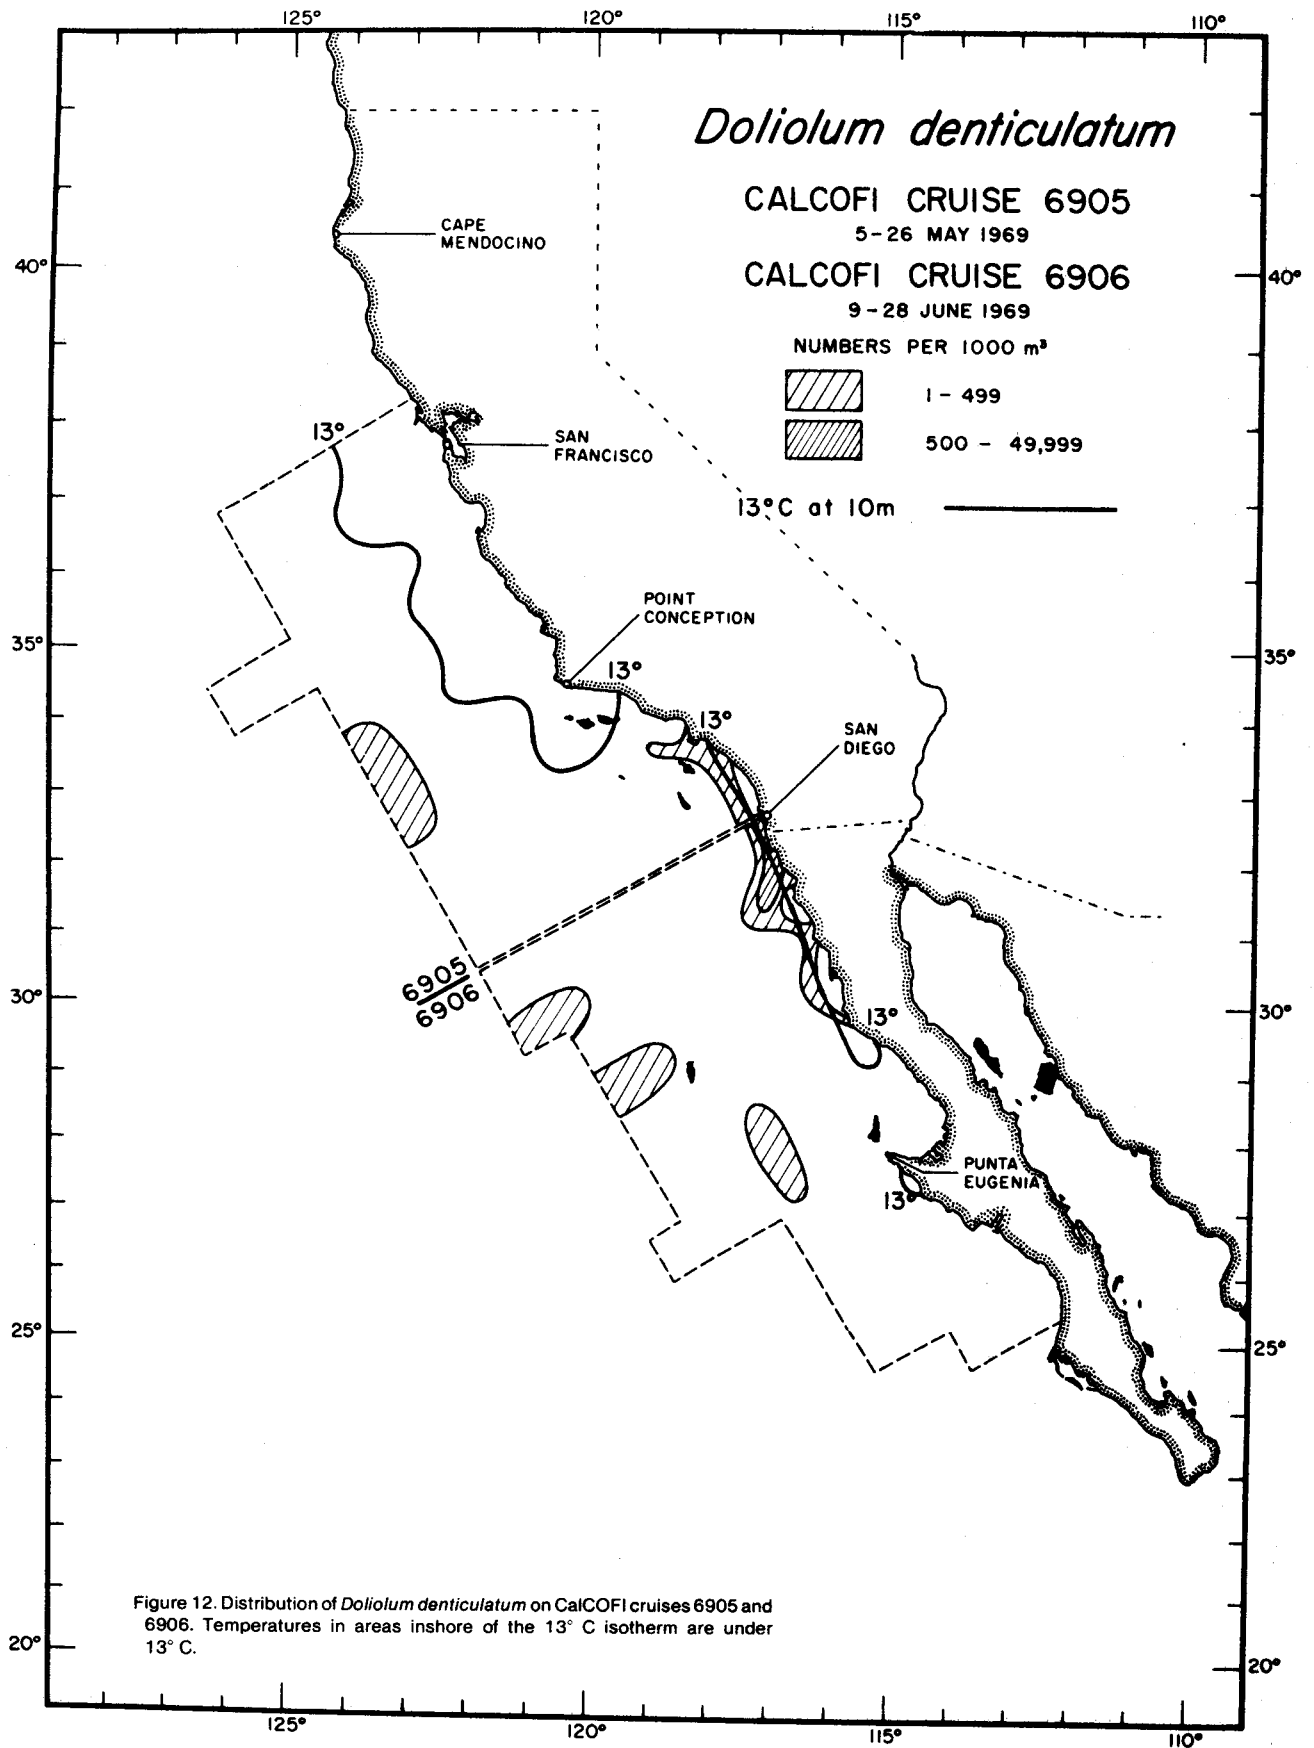 125° 120° 115° 110°
Doliolum denticulatum
CALCOFI CRUISE 6905
5-26 MAY 1969
CALCOFI CRUISE 6906
9-28 JUNE 1969
NUMBERS PER 1000 m³
1 - 499
500 - 49,999
13°C at 10m
CAPE
MENDOCINO
40° 40°
13°
SAN
FRANCISCO
POINT
CONCEPTION
35° 35°
13°
13°
SAN
DIEGO
6905
6906
30° 30°
13°
PUNTA
EUGENIA
13°
25° 25°
Figure 12. Distribution of Doliolum denticulatum on CalCOFI cruises 6905 and
6906. Temperatures in areas inshore of the 13° C isotherm are under
13° C.
20° 20°
125° 120° 115° 110°